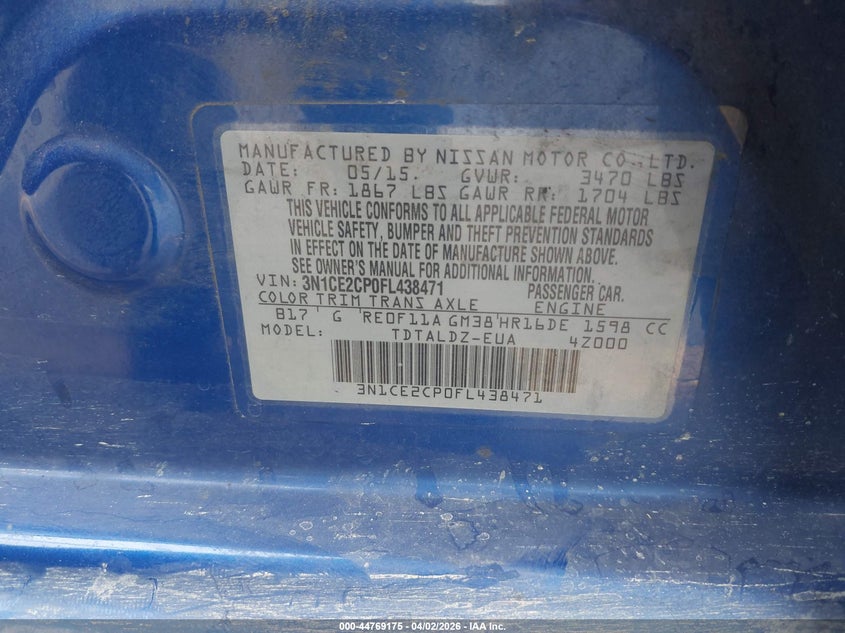 MANUFACTURED BY NISSAN MOTOR CO., LTD.
DATE: 05/15. GVWR: 3470 LBS
GAWR FR: 1867 LBS GAWR RR: 1704 LBS
THIS VEHICLE CONFORMS TO ALL APPLICABLE FEDERAL MOTOR
VEHICLE SAFETY, BUMPER AND THEFT PREVENTION STANDARDS
IN EFFECT ON THE DATE OF MANUFACTURE SHOWN ABOVE.
SEE OWNER'S MANUAL FOR ADDITIONAL INFORMATION.
VIN: 3N1CE2CP0FL438471 PASSENGER CAR.
COLOR TRIM TRANS AXLE ENGINE
B17 G RE0F11A GM38 HR16DE 1598 CC
MODEL: TDTALDZ-EUA 4Z000
3N1CE2CP0FL438471
000-44769175 04/02/2026 - IAA Inc.